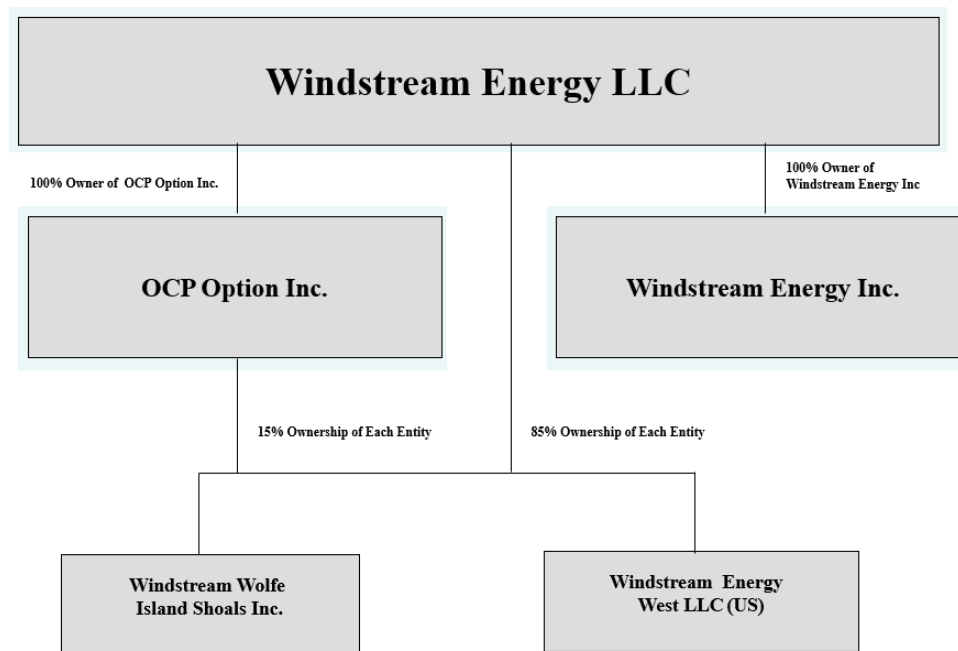 Windstream Energy LLC
100% Owner of OCP Option Inc.
100% Owner of
Windstream Energy Inc
OCP Option Inc.
Windstream Energy Inc.
15% Ownership of Each Entity
85% Ownership of Each Entity
Windstream Wolfe
Island Shoals Inc.
Windstream Energy
West LLC (US)